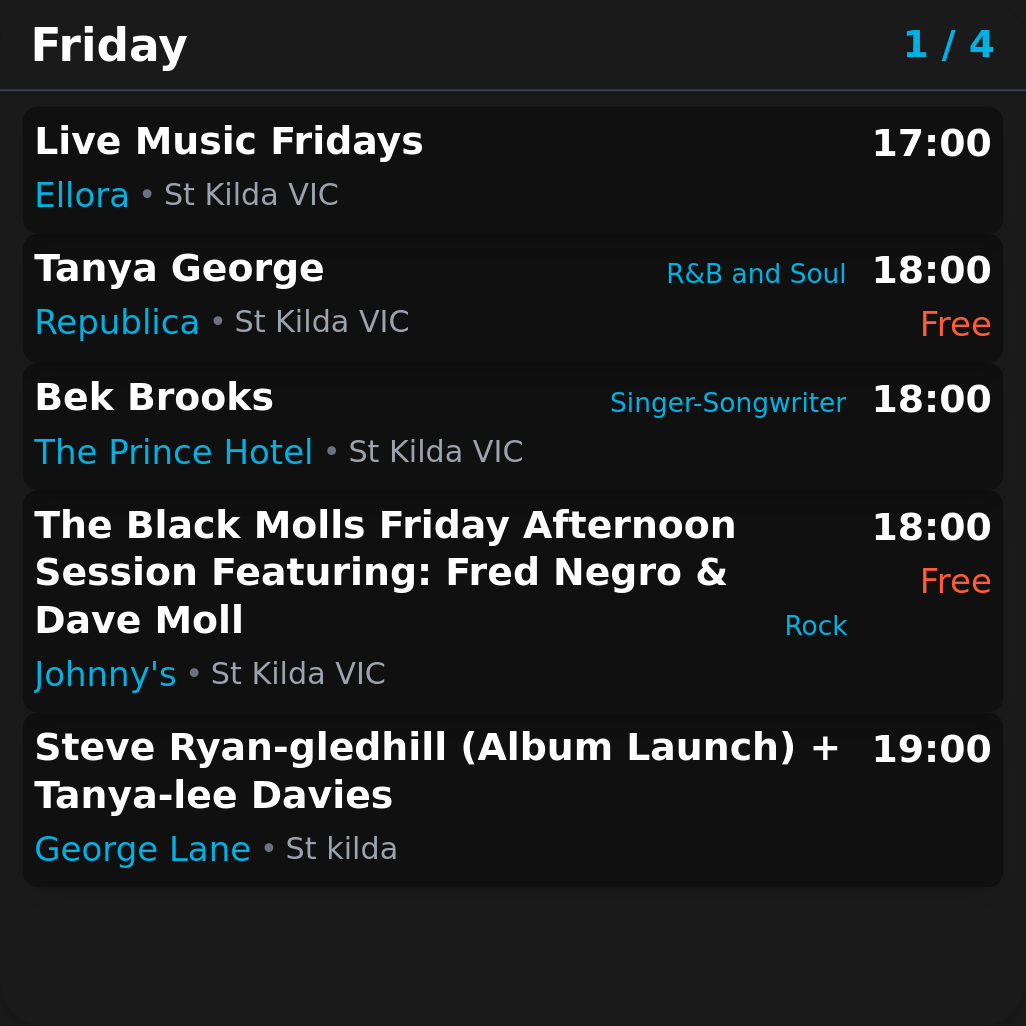 Friday 1 / 4
Live Music Fridays 17:00
Ellora • St Kilda VIC
Tanya George R&B and Soul 18:00
Republica • St Kilda VIC Free
Bek Brooks Singer-Songwriter 18:00
The Prince Hotel • St Kilda VIC
The Black Molls Friday Afternoon 18:00
Session Featuring: Fred Negro & Free
Dave Moll Rock
Johnny's • St Kilda VIC
Steve Ryan-gledhill (Album Launch) + 19:00
Tanya-lee Davies
George Lane • St kilda